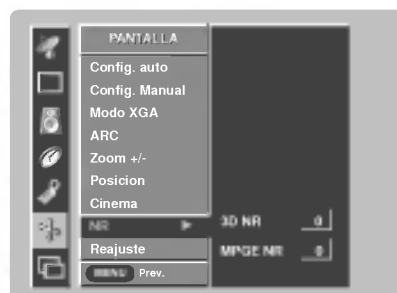 PANTALLA
Config. auto
Config. Manual
Modo XGA
ARC
Zoom +/-
Posicion
Cinema
NR
3D NR 0
Reajuste
MPGE NR 0
MENU Prev.